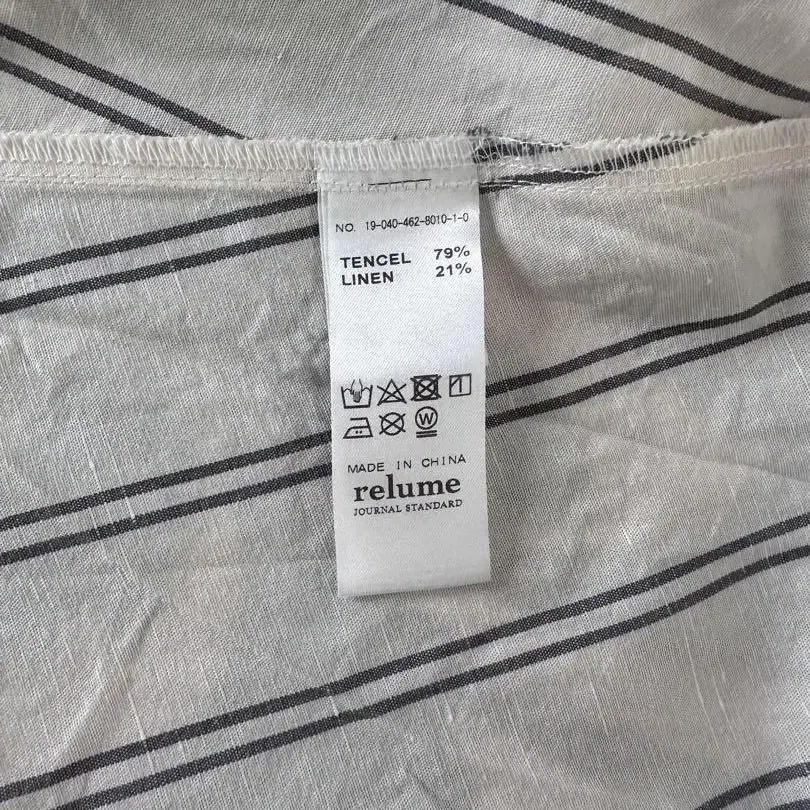 NO. 19-040-462-8010-1-0
TENCEL 79%
LINEN 21%
W
MADE IN CHINA
relume
JOURNAL STANDARD